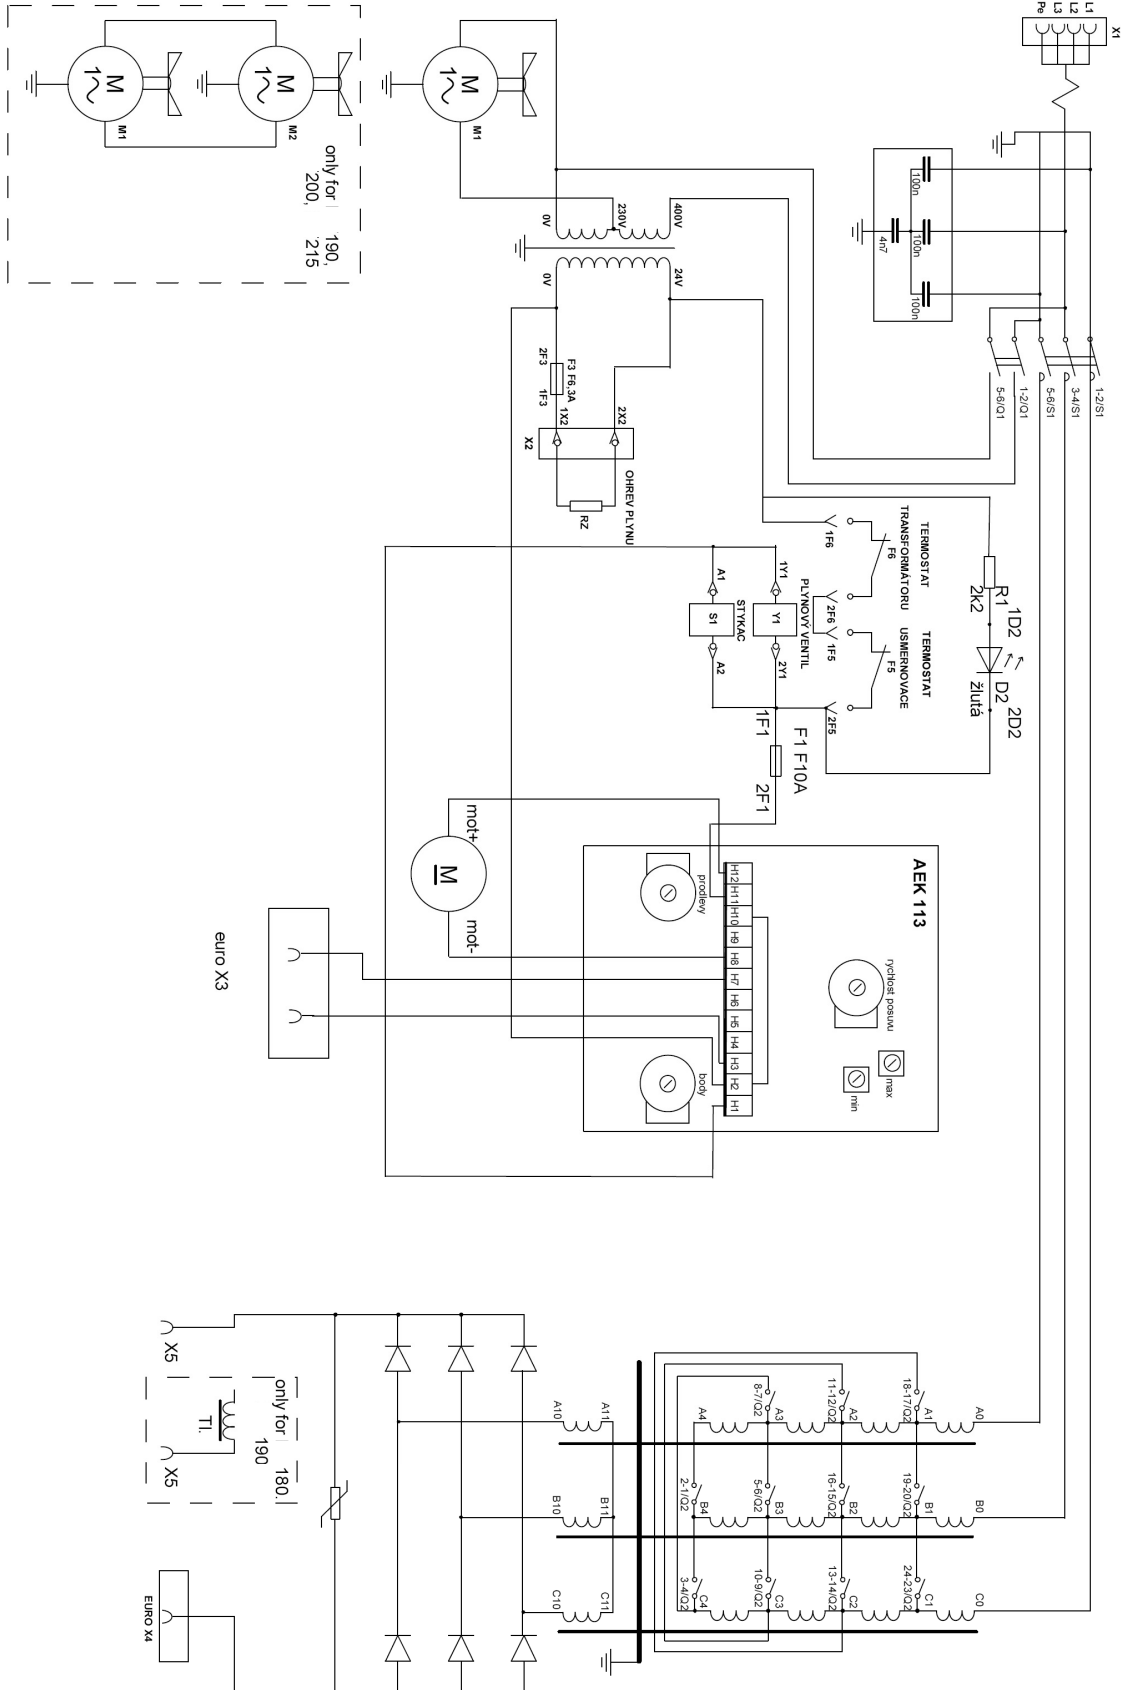 X1
L1
L2
L3
Pe
M
1
M1
M
1
M2
M
1
M1
only for
190,
200,
215
400V
230V
0V
24V
0V
100n
100n
100n
4n7
1-2/S1
3-4/S1
5-6/S1
1-2/Q1
5-6/Q1
2F3
F3 F6,3A
1F3
1X2
2X2
X2
OHREV PLYNU
RZ
1F6
TERMOSTAT
TRANSFORMÁTORU
F6
2F6
1F5
TERMOSTAT
USMERNOVACE
F5
2F5
R1
2k2
1D2
D2
žlutá
2D2
1Y1
PLYNOVÝ VENTIL
Y1
2Y1
A1
STYKAC
S1
A2
1F1
F1 F10A
2F1
mot+
M
mot-
AEK 113
prodlevy
H12
H11
H10
H9
H8
H7
H6
H5
H4
H3
H2
H1
rychlost posuvu
max
min
body
euro X3
A0
18-17/Q2
A1
11-12/Q2
A2
8-7/Q2
A3
A4
B0
19-20/Q2
B1
16-15/Q2
B2
5-6/Q2
B3
2-1/Q2
B4
C0
24-23/Q2
C1
13-14/Q2
C2
10-9/Q2
C3
3-4/Q2
C4
A11
A10
B11
B10
C11
C10
X5
only for
180.
190
Tl.
X5
EURO X4